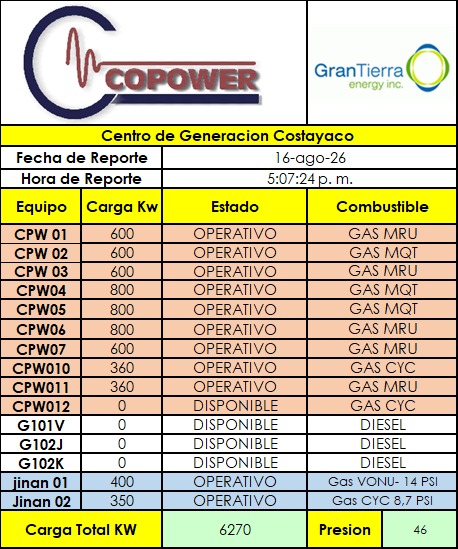 COPOWER
GranTierra
energy inc.
Centro de Generacion Costayaco
Fecha de Reporte 16-ago-26
Hora de Reporte 5:07:24 p. m.
Equipo Carga Kw Estado Combustible
CPW 01 600 OPERATIVO GAS MRU
CPW 02 600 OPERATIVO GAS MQT
CPW 03 600 OPERATIVO GAS MRU
CPW04 800 OPERATIVO GAS MQT
CPW05 800 OPERATIVO GAS MQT
CPW06 800 OPERATIVO GAS MRU
CPW07 600 OPERATIVO GAS MRU
CPW010 360 OPERATIVO GAS CYC
CPW011 360 OPERATIVO GAS MRU
CPW012 0 DISPONIBLE GAS CYC
G101V 0 DISPONIBLE DIESEL
G102J 0 DISPONIBLE DIESEL
G102K 0 DISPONIBLE DIESEL
jinan 01 400 OPERATIVO Gas VONU- 14 PSI
Jinan 02 350 OPERATIVO Gas CYC 8,7 PSI
Carga Total KW 6270 Presion 46